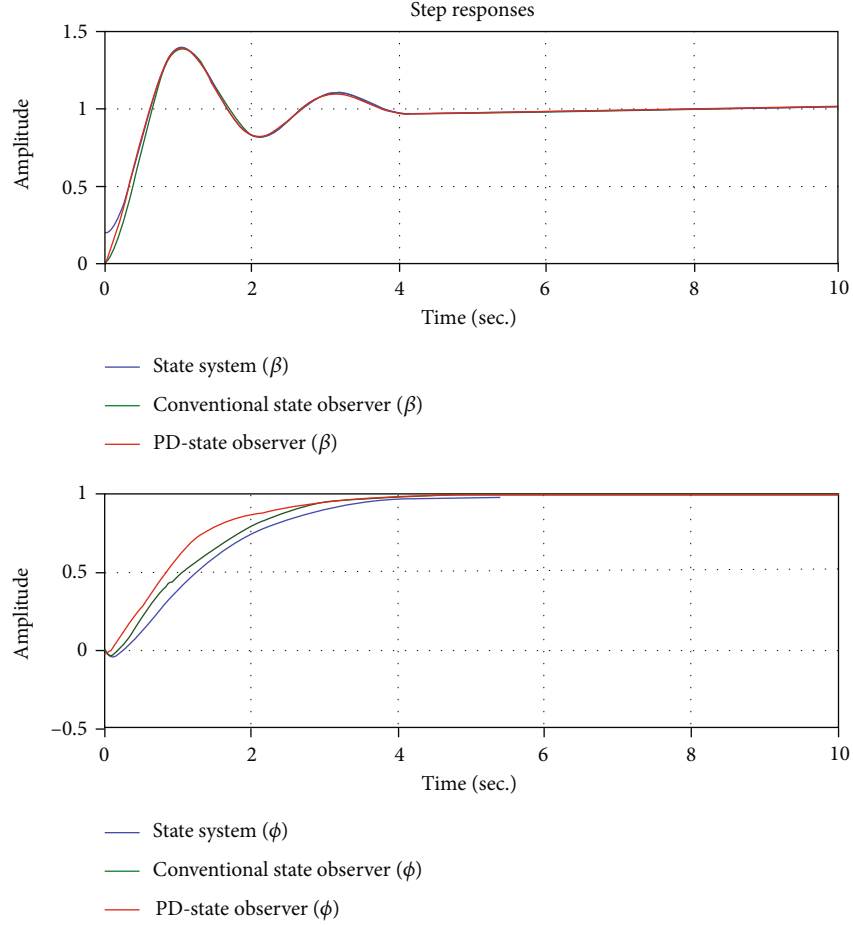 Step responses
1.5
1
0.5
0
Amplitude
0 2 4 6 8 10
Time (sec.)
State system (β)
Conventional state observer (β)
PD-state observer (β)
1
0.5
0
−0.5
Amplitude
0 2 4 6 8 10
Time (sec.)
State system (ϕ)
Conventional state observer (ϕ)
PD-state observer (ϕ)